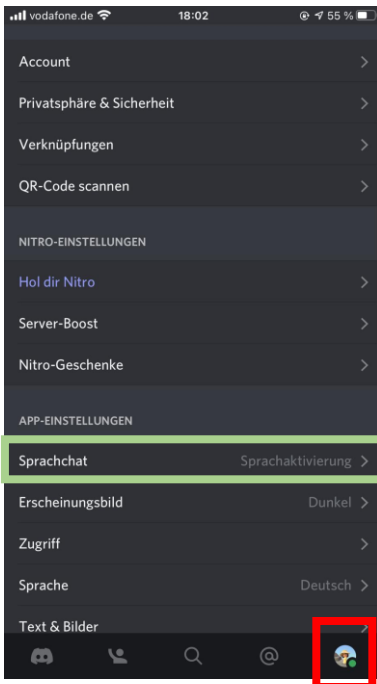 vodafone.de 18:02 55 %
Account
Privatsphäre & Sicherheit
Verknüpfungen
QR-Code scannen
NITRO-EINSTELLUNGEN
Hol dir Nitro
Server-Boost
Nitro-Geschenke
APP-EINSTELLUNGEN
Sprachchat Sprachaktivierung
Erscheinungsbild Dunkel
Zugriff
Sprache Deutsch
Text & Bilder